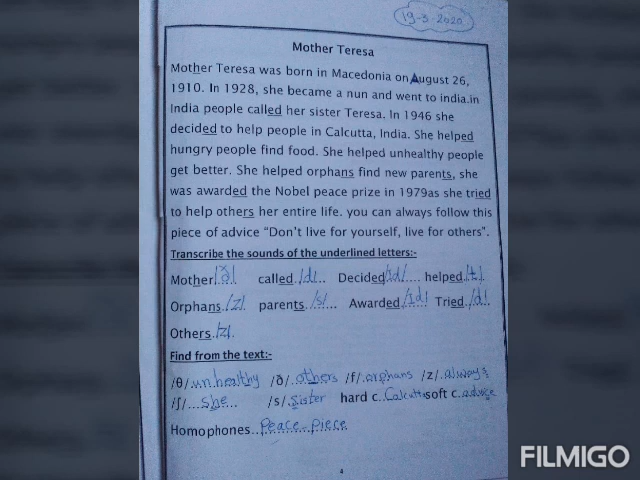 19-3-2020
Mother Teresa
Mother Teresa was born in Macedonia on August 26,
1910. In 1928, she became a nun and went to india.in
India people called her sister Teresa. In 1946 she
decided to help people in Calcutta, India. She helped
hungry people find food. She helped unhealthy people
get better. She helped orphans find new parents, she
was awarded the Nobel peace prize in 1979as she tried
to help others her entire life. you can always follow this
piece of advice "Don't live for yourself, live for others".
Transcribe the sounds of the underlined letters:-
Mother /ð/ called /d/... Decided /ɪd/.... helped /t/
Orphans /z/ parents /s/.... Awarded /ɪd/ Tried /d/
Others /z/
Find from the text:-
/θ/ unhealthy /ð/ others /f/ orphans /z/ always
/ʃ/ she /s/ sister hard c Calcutta soft c advice
Homophones Peace - Piece
4
FILMIGO